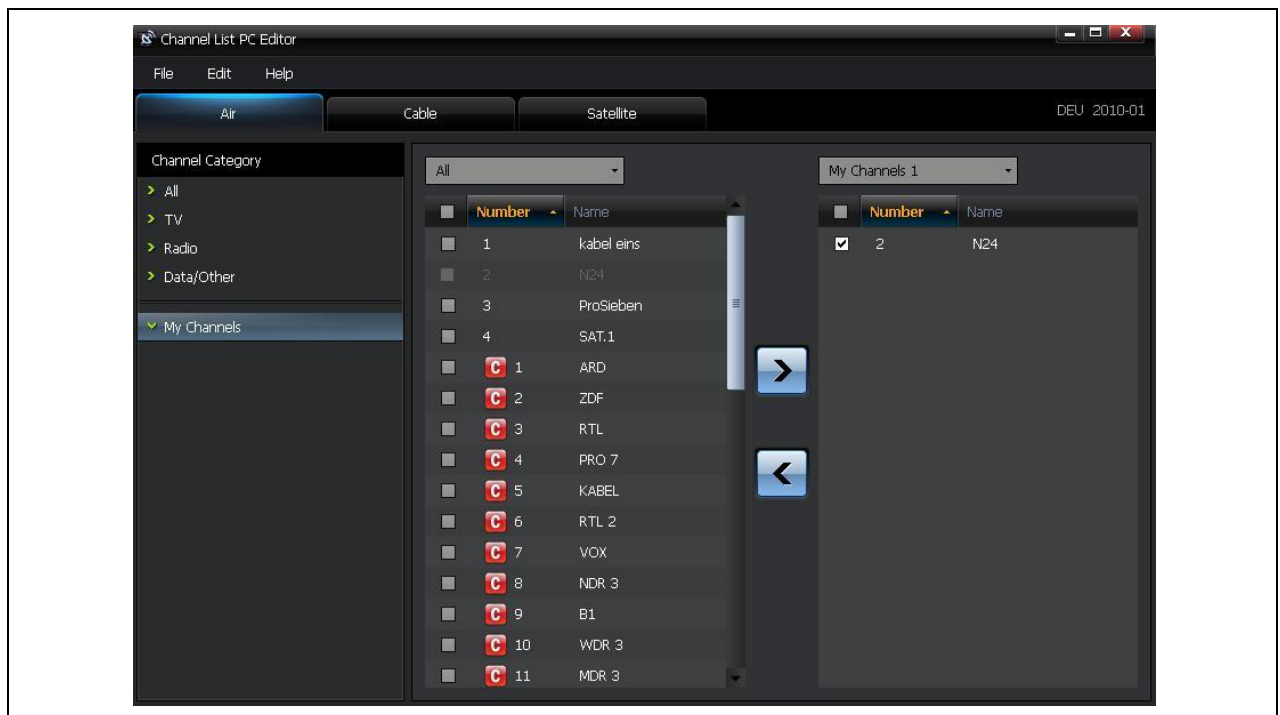 Channel List PC Editor
File Edit Help
Air Cable Satellite DEU 2010-01
Channel Category
All
TV
Radio
Data/Other
My Channels
All
Number Name
1 kabel eins
2 N24
3 ProSieben
4 SAT.1
C 1 ARD
C 2 ZDF
C 3 RTL
C 4 PRO 7
C 5 KABEL
C 6 RTL 2
C 7 VOX
C 8 NDR 3
C 9 B1
C 10 WDR 3
C 11 MDR 3
My Channels 1
Number Name
2 N24